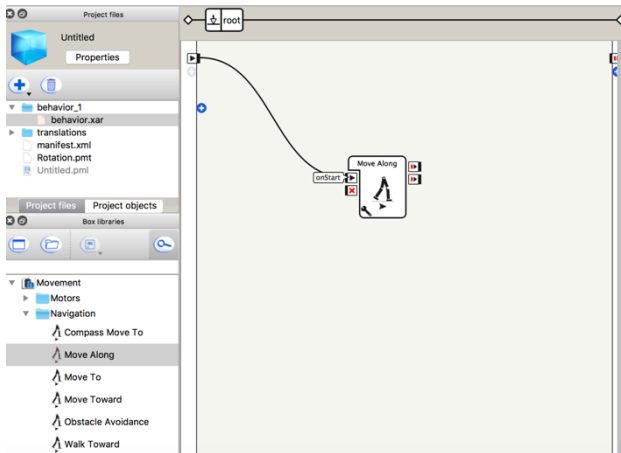 Project files
root
Untitled
Properties
behavior_1
behavior.xar
translations
manifest.xml
Rotation.pmt
Untitled.pml
Project files
Project objects
Box libraries
Movement
Motors
Navigation
Compass Move To
Move Along
Move To
Move Toward
Obstacle Avoidance
Walk Toward
Move Along
onStart